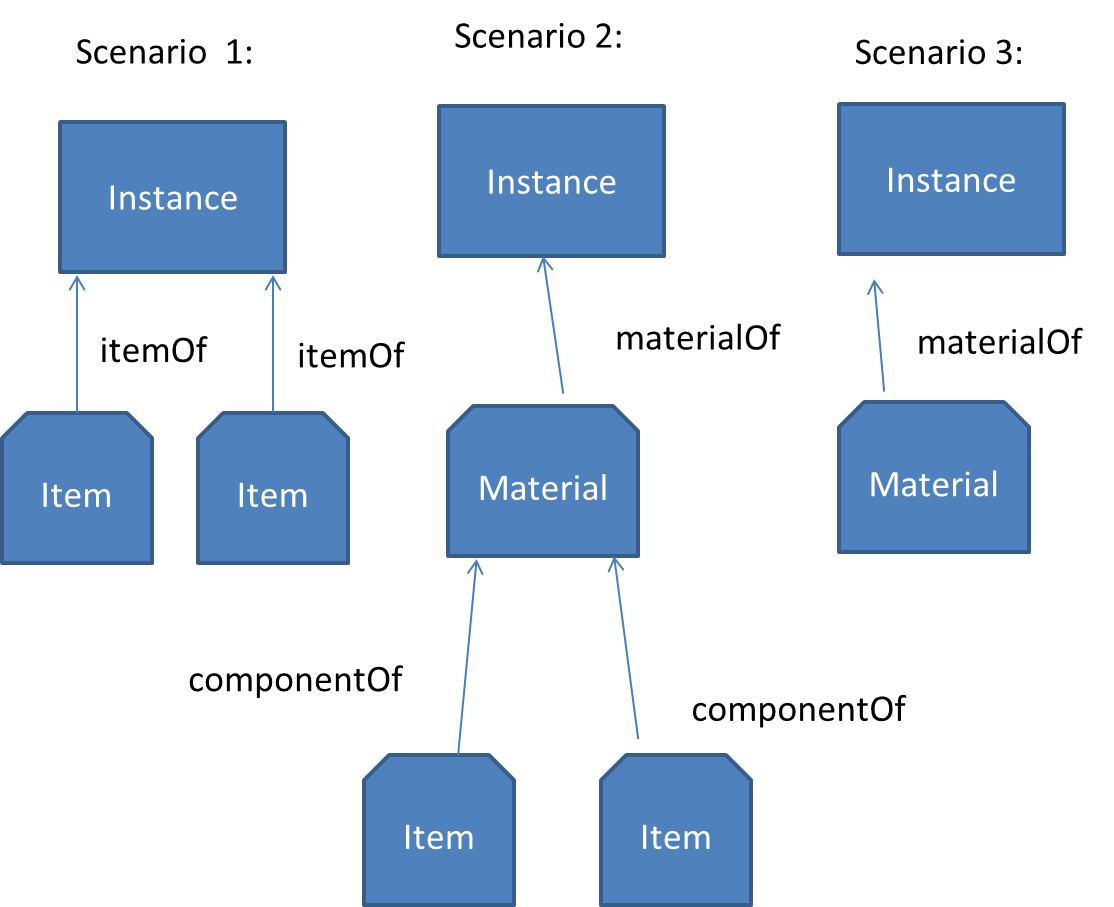 Scenario  1:
Scenario 2:
Scenario 3:
Instance
Instance
Instance
itemOf
itemOf
materialOf
materialOf
Item
Item
Material
Material
componentOf
componentOf
Item
Item